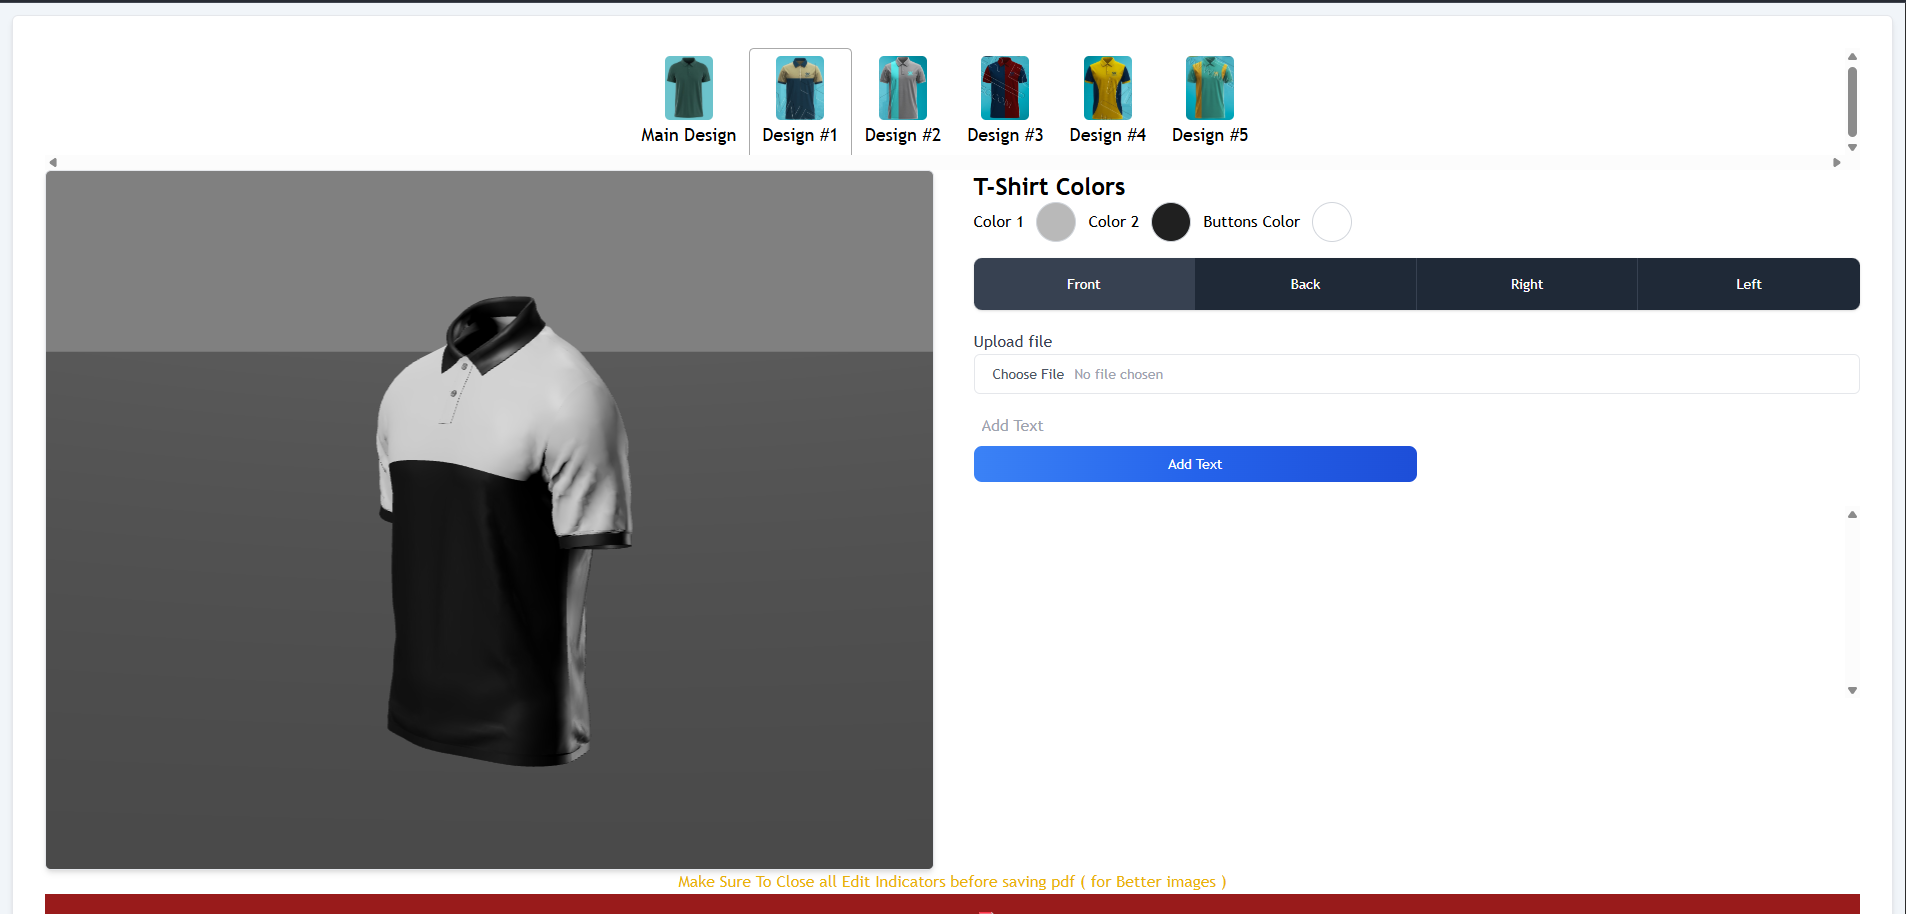 Main Design
Design #1
Design #2
Design #3
Design #4
Design #5
T-Shirt Colors
Color 1
Color 2
Buttons Color
Front
Back
Right
Left
Upload file
Choose File No file chosen
Add Text
Add Text
Make Sure To Close all Edit Indicators before saving pdf ( for Better images )